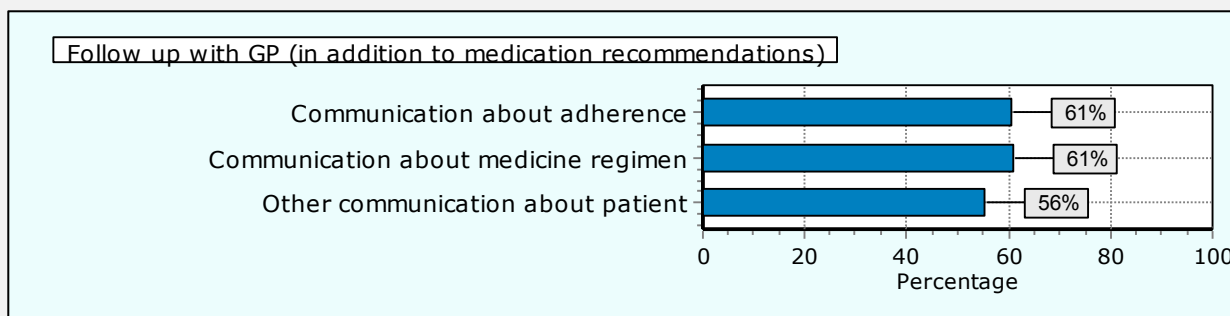 Follow up with GP (in addition to medication recommendations)
Communication about adherence 61%
Communication about medicine regimen 61%
Other communication about patient 56%
0 20 40 60 80 100
Percentage